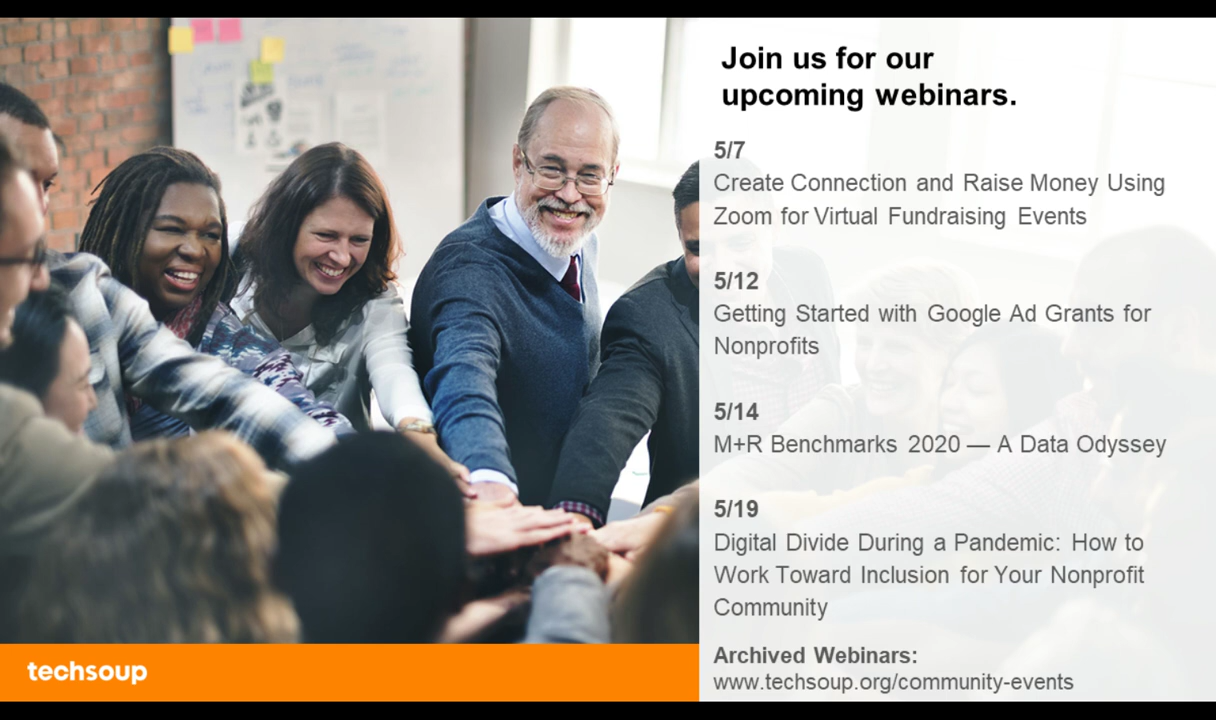 Join us for our
upcoming webinars.
5/7
Create Connection and Raise Money Using
Zoom for Virtual Fundraising Events
5/12
Getting Started with Google Ad Grants for
Nonprofits
5/14
M+R Benchmarks 2020 — A Data Odyssey
5/19
Digital Divide During a Pandemic: How to
Work Toward Inclusion for Your Nonprofit
Community
Archived Webinars:
www.techsoup.org/community-events
techsoup